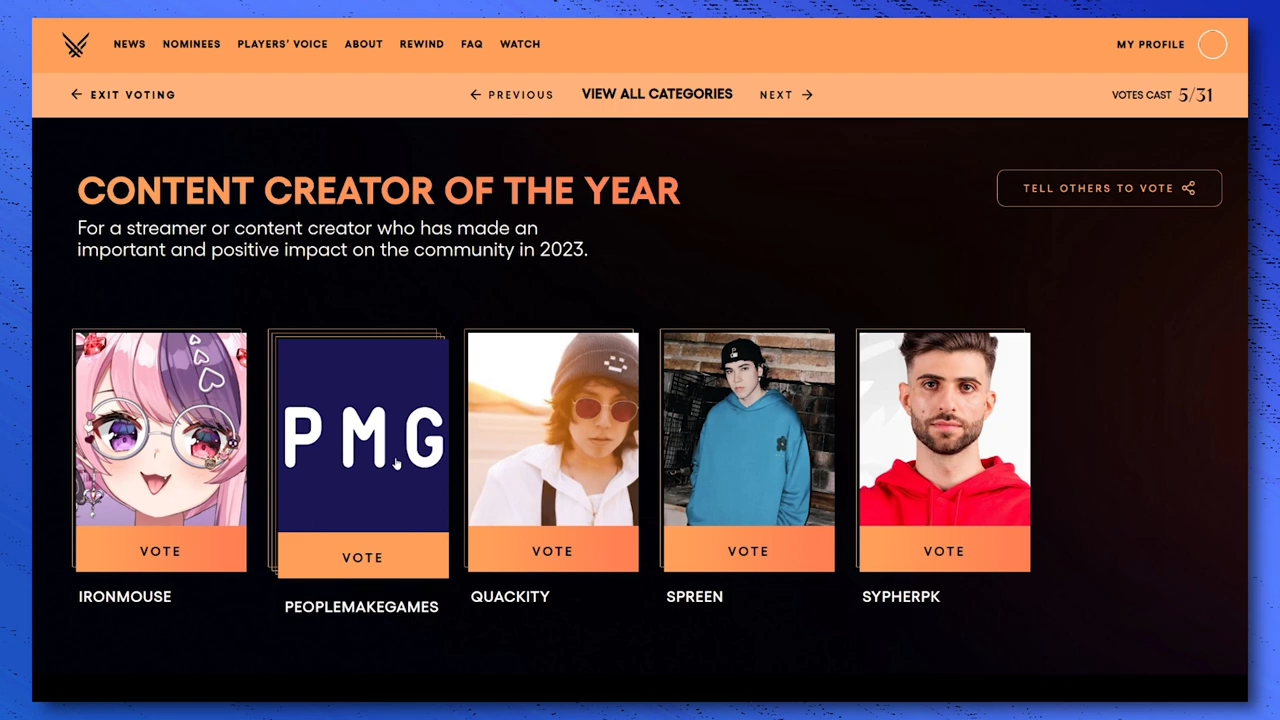 NEWS NOMINEES PLAYERS' VOICE ABOUT REWIND FAQ WATCH MY PROFILE
← EXIT VOTING ← PREVIOUS VIEW ALL CATEGORIES NEXT → VOTES CAST 5/31
CONTENT CREATOR OF THE YEAR
TELL OTHERS TO VOTE
For a streamer or content creator who has made an
important and positive impact on the community in 2023.
PMG
VOTE VOTE VOTE VOTE VOTE
IRONMOUSE PEOPLEMAKEGAMES QUACKITY SPREEN SYPHERPK